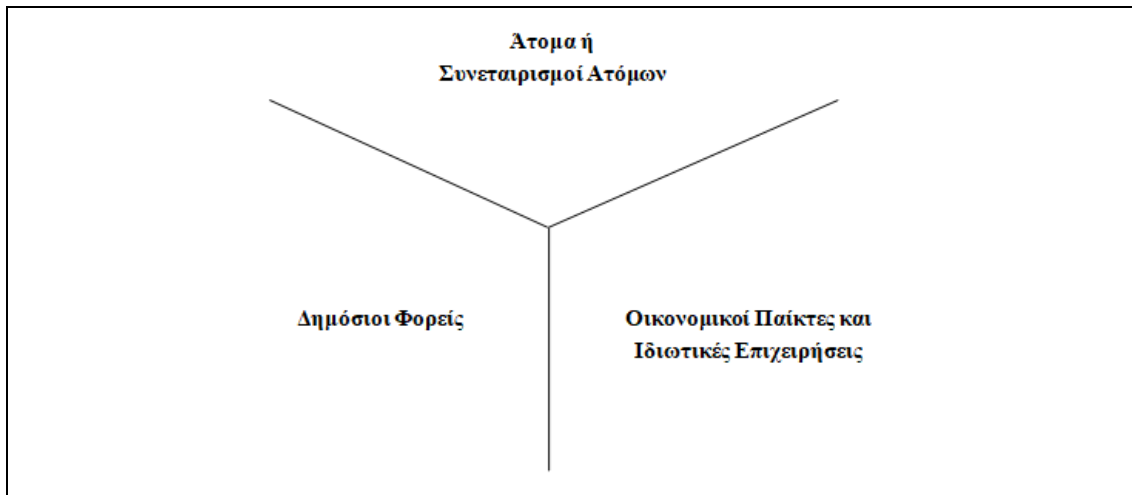 Άτομα ή
Συνεταιρισμοί Ατόμων
Δημόσιοι Φορείς
Οικονομικοί Παίκτες και
Ιδιωτικές Επιχειρήσεις